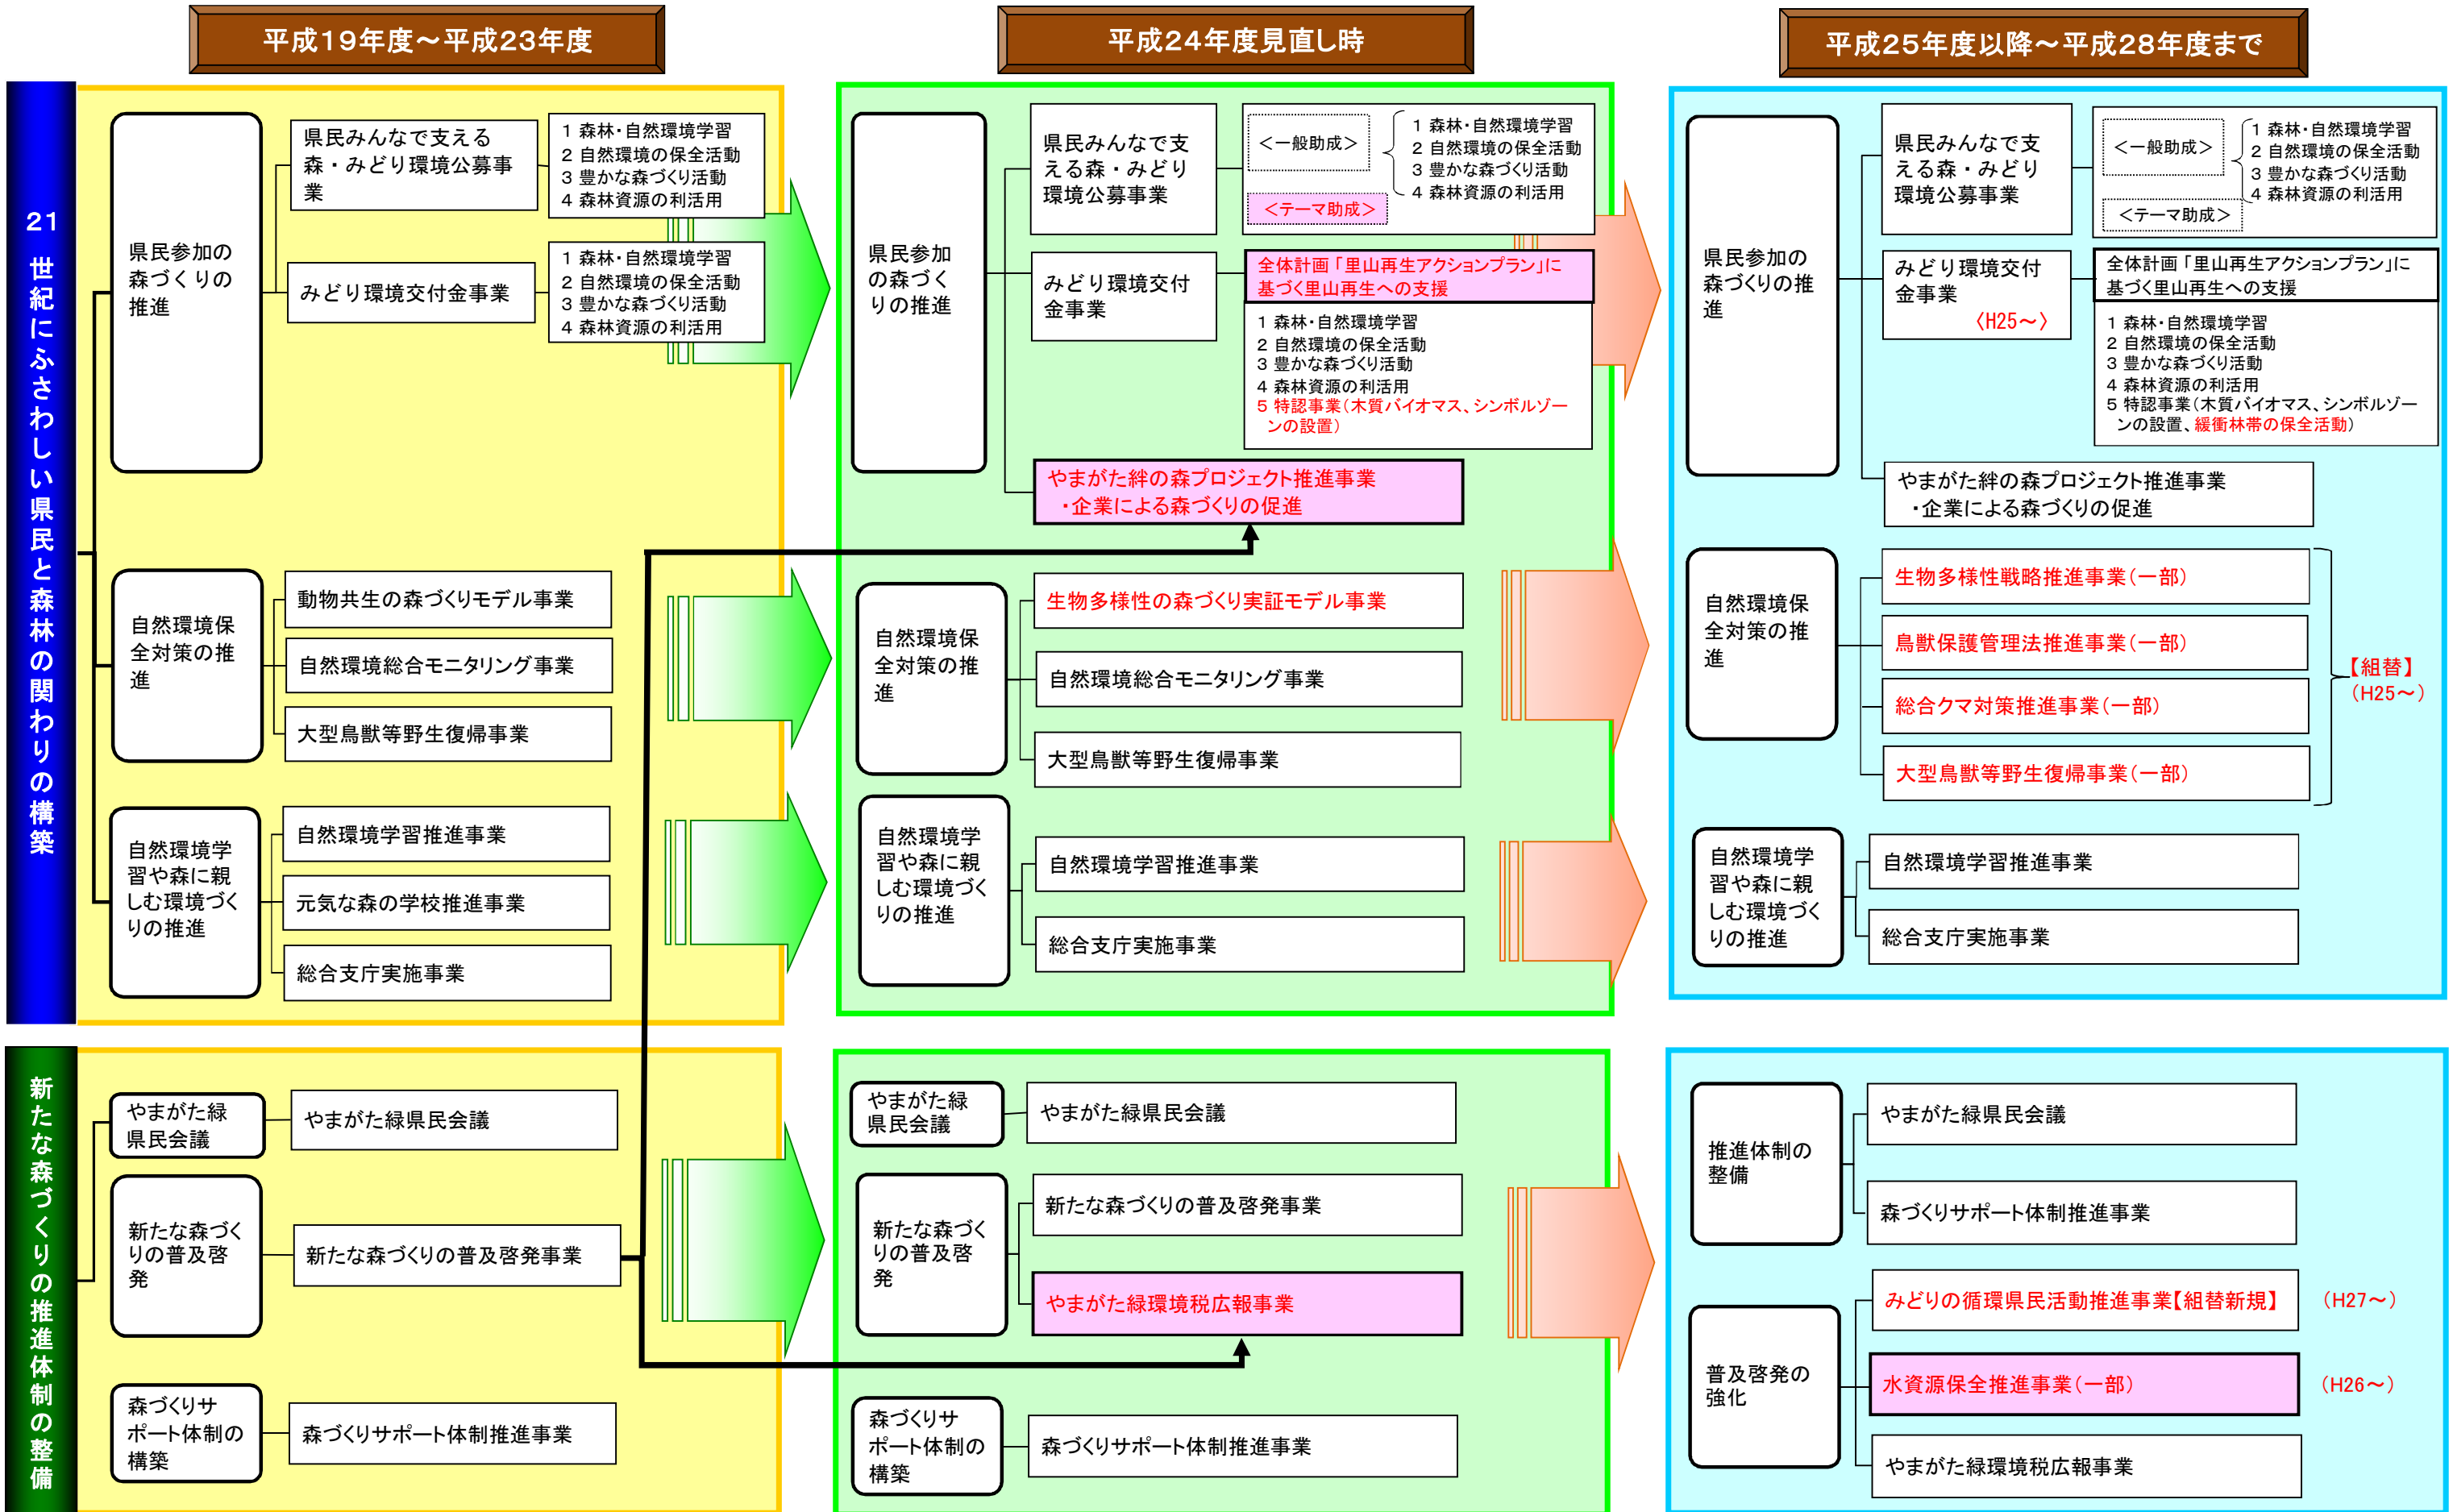 平成19年度～平成23年度
平成24年度見直し時
平成25年度以降～平成28年度まで
21世紀にふさわしい県民と森林の関わりの構築
県民参加の
森づくりの
推進
県民みんなで支える
森・みどり環境公募事
業
1 森林・自然環境学習
2 自然環境の保全活動
3 豊かな森づくり活動
4 森林資源の利活用
みどり環境交付金事業
1 森林・自然環境学習
2 自然環境の保全活動
3 豊かな森づくり活動
4 森林資源の利活用
自然環境保
全対策の推
進
動物共生の森づくりモデル事業
自然環境総合モニタリング事業
大型鳥獣等野生復帰事業
自然環境学
習や森に親
しむ環境づく
りの推進
自然環境学習推進事業
元気な森の学校推進事業
総合支庁実施事業
県民参加
の森づく
りの推進
県民みんなで支
える森・みどり
環境公募事業
＜一般助成＞
1 森林・自然環境学習
2 自然環境の保全活動
3 豊かな森づくり活動
4 森林資源の利活用
＜テーマ助成＞
みどり環境交付
金事業
全体計画「里山再生アクションプラン」に
基づく里山再生への支援
1 森林・自然環境学習
2 自然環境の保全活動
3 豊かな森づくり活動
4 森林資源の利活用
5 特認事業（木質バイオマス、シンボルゾー
ンの設置）
やまがた絆の森プロジェクト推進事業
・企業による森づくりの促進
自然環境保
全対策の推
進
生物多様性の森づくり実証モデル事業
自然環境総合モニタリング事業
大型鳥獣等野生復帰事業
自然環境学
習や森に親
しむ環境づく
りの推進
自然環境学習推進事業
総合支庁実施事業
県民参加の
森づくりの推
進
県民みんなで支
える森・みどり
環境公募事業
＜一般助成＞
1 森林・自然環境学習
2 自然環境の保全活動
3 豊かな森づくり活動
4 森林資源の利活用
＜テーマ助成＞
みどり環境交付
金事業
〈H25～〉
全体計画「里山再生アクションプラン」に
基づく里山再生への支援
1 森林・自然環境学習
2 自然環境の保全活動
3 豊かな森づくり活動
4 森林資源の利活用
5 特認事業（木質バイオマス、シンボルゾー
ンの設置、緩衝林帯の保全活動）
やまがた絆の森プロジェクト推進事業
・企業による森づくりの促進
自然環境保
全対策の推
進
生物多様性戦略推進事業（一部）
鳥獣保護管理法推進事業（一部）
総合クマ対策推進事業（一部）
大型鳥獣等野生復帰事業（一部）
【組替】
（H25～）
自然環境学
習や森に親
しむ環境づく
りの推進
自然環境学習推進事業
総合支庁実施事業
新たな森づくりの推進体制の整備
やまがた緑
県民会議
やまがた緑県民会議
新たな森づく
りの普及啓
発
新たな森づくりの普及啓発事業
森づくりサ
ポート体制の
構築
森づくりサポート体制推進事業
やまがた緑
県民会議
やまがた緑県民会議
新たな森づく
りの普及啓
発
新たな森づくりの普及啓発事業
やまがた緑環境税広報事業
森づくりサ
ポート体制の
構築
森づくりサポート体制推進事業
推進体制の
整備
やまがた緑県民会議
森づくりサポート体制推進事業
普及啓発の
強化
みどりの循環県民活動推進事業【組替新規】
（H27～）
水資源保全推進事業（一部）
（H26～）
やまがた緑環境税広報事業